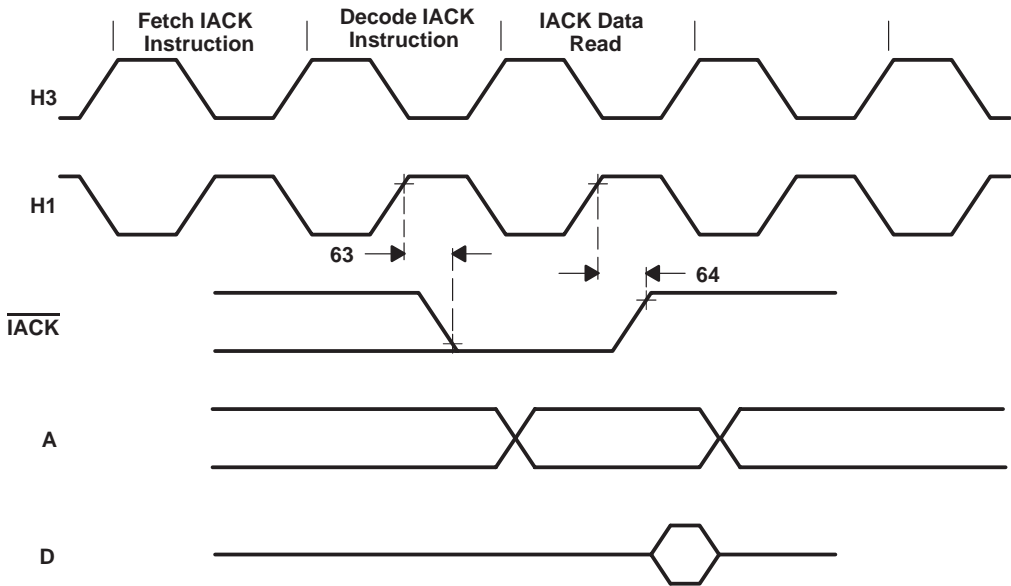 Fetch IACK
Instruction
Decode IACK
Instruction
IACK Data
Read
H3
H1
63
64
IACK
A
D